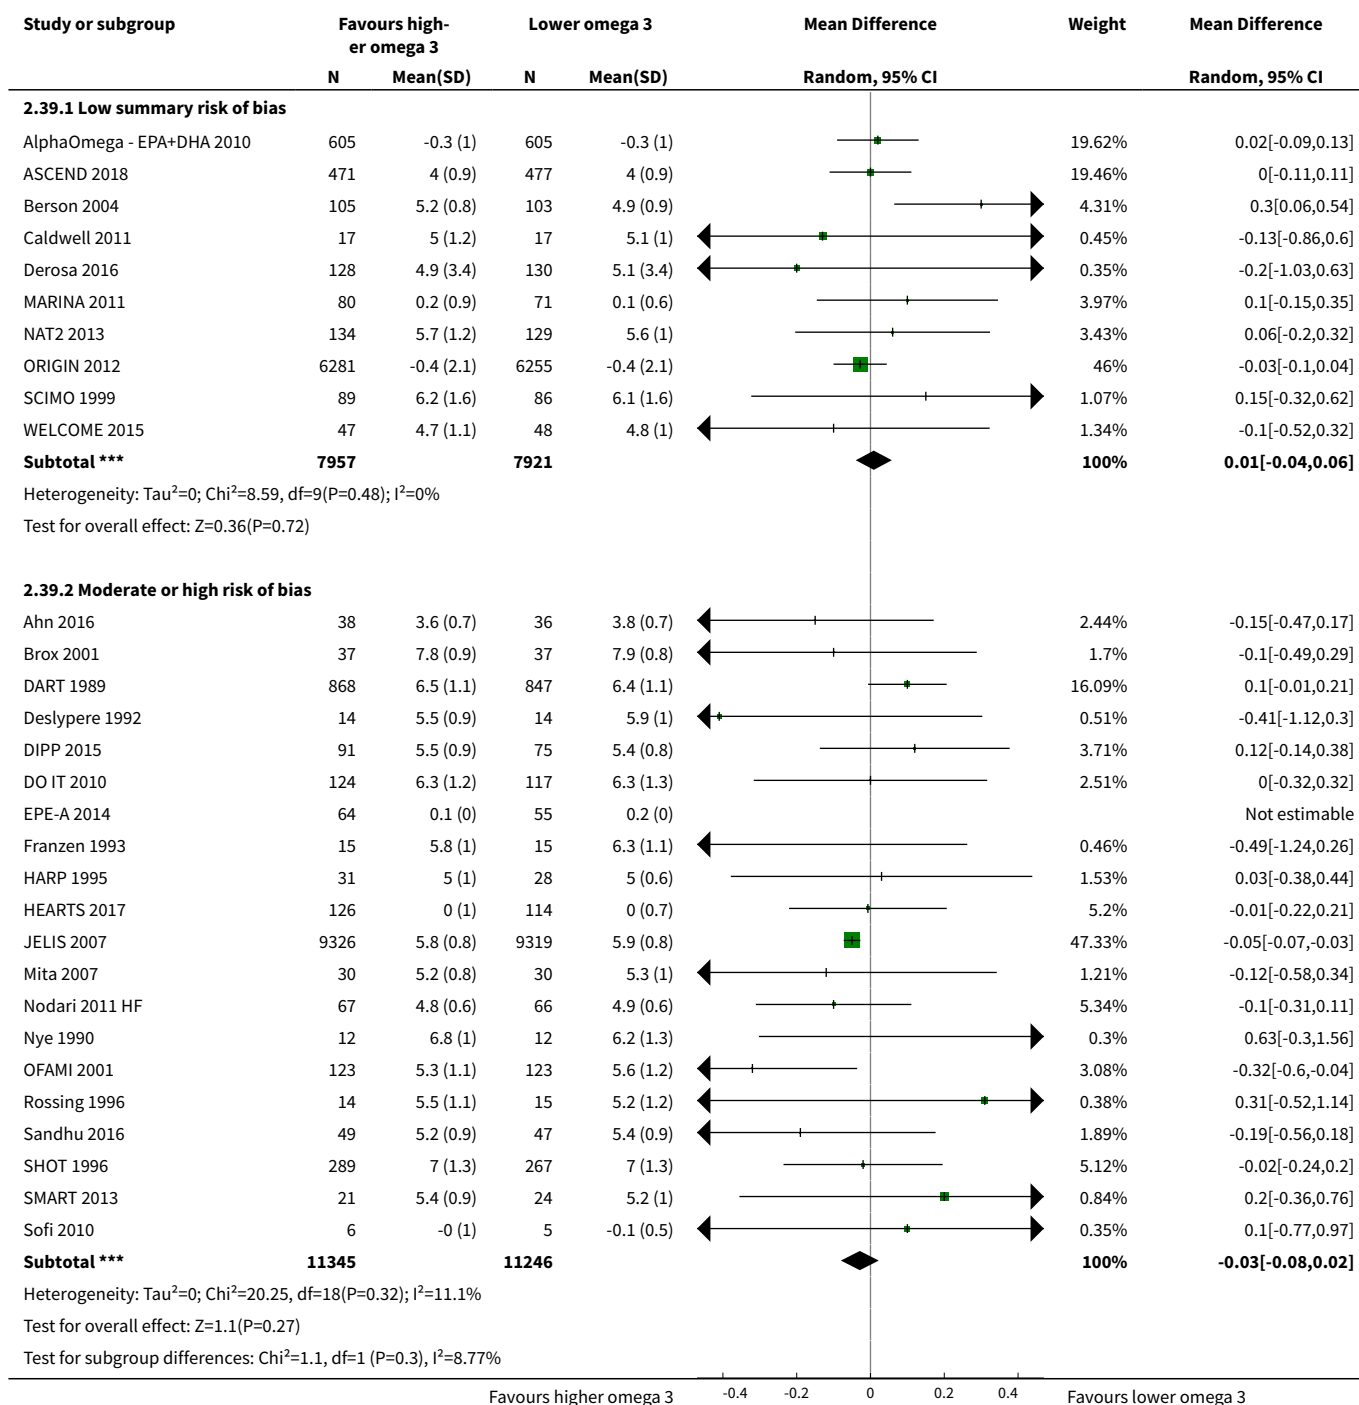 Study or subgroup Favours high- Lower omega 3 Mean Difference Weight Mean Difference
er omega 3
N Mean(SD) N Mean(SD) Random, 95% CI Random, 95% CI
2.39.1 Low summary risk of bias
AlphaOmega - EPA+DHA 2010 605 -0.3 (1) 605 -0.3 (1) 19.62% 0.02[-0.09,0.13]
ASCEND 2018 471 4 (0.9) 477 4 (0.9) 19.46% 0[-0.11,0.11]
Berson 2004 105 5.2 (0.8) 103 4.9 (0.9) 4.31% 0.3[0.06,0.54]
Caldwell 2011 17 5 (1.2) 17 5.1 (1) 0.45% -0.13[-0.86,0.6]
Derosa 2016 128 4.9 (3.4) 130 5.1 (3.4) 0.35% -0.2[-1.03,0.63]
MARINA 2011 80 0.2 (0.9) 71 0.1 (0.6) 3.97% 0.1[-0.15,0.35]
NAT2 2013 134 5.7 (1.2) 129 5.6 (1) 3.43% 0.06[-0.2,0.32]
ORIGIN 2012 6281 -0.4 (2.1) 6255 -0.4 (2.1) 46% -0.03[-0.1,0.04]
SCIMO 1999 89 6.2 (1.6) 86 6.1 (1.6) 1.07% 0.15[-0.32,0.62]
WELCOME 2015 47 4.7 (1.1) 48 4.8 (1) 1.34% -0.1[-0.52,0.32]
Subtotal *** 7957 7921 100% 0.01[-0.04,0.06]
Heterogeneity: Tau²=0; Chi²=8.59, df=9(P=0.48); I²=0%
Test for overall effect: Z=0.36(P=0.72)
2.39.2 Moderate or high risk of bias
Ahn 2016 38 3.6 (0.7) 36 3.8 (0.7) 2.44% -0.15[-0.47,0.17]
Brox 2001 37 7.8 (0.9) 37 7.9 (0.8) 1.7% -0.1[-0.49,0.29]
DART 1989 868 6.5 (1.1) 847 6.4 (1.1) 16.09% 0.1[-0.01,0.21]
Deslypere 1992 14 5.5 (0.9) 14 5.9 (1) 0.51% -0.41[-1.12,0.3]
DIPP 2015 91 5.5 (0.9) 75 5.4 (0.8) 3.71% 0.12[-0.14,0.38]
DO IT 2010 124 6.3 (1.2) 117 6.3 (1.3) 2.51% 0[-0.32,0.32]
EPE-A 2014 64 0.1 (0) 55 0.2 (0) Not estimable
Franzen 1993 15 5.8 (1) 15 6.3 (1.1) 0.46% -0.49[-1.24,0.26]
HARP 1995 31 5 (1) 28 5 (0.6) 1.53% 0.03[-0.38,0.44]
HEARTS 2017 126 0 (1) 114 0 (0.7) 5.2% -0.01[-0.22,0.21]
JELIS 2007 9326 5.8 (0.8) 9319 5.9 (0.8) 47.33% -0.05[-0.07,-0.03]
Mita 2007 30 5.2 (0.8) 30 5.3 (1) 1.21% -0.12[-0.58,0.34]
Nodari 2011 HF 67 4.8 (0.6) 66 4.9 (0.6) 5.34% -0.1[-0.31,0.11]
Nye 1990 12 6.8 (1) 12 6.2 (1.3) 0.3% 0.63[-0.3,1.56]
OFAMI 2001 123 5.3 (1.1) 123 5.6 (1.2) 3.08% -0.32[-0.6,-0.04]
Rossing 1996 14 5.5 (1.1) 15 5.2 (1.2) 0.38% 0.31[-0.52,1.14]
Sandhu 2016 49 5.2 (0.9) 47 5.4 (0.9) 1.89% -0.19[-0.56,0.18]
SHOT 1996 289 7 (1.3) 267 7 (1.3) 5.12% -0.02[-0.24,0.2]
SMART 2013 21 5.4 (0.9) 24 5.2 (1) 0.84% 0.2[-0.36,0.76]
Sofi 2010 6 -0 (1) 5 -0.1 (0.5) 0.35% 0.1[-0.77,0.97]
Subtotal *** 11345 11246 100% -0.03[-0.08,0.02]
Heterogeneity: Tau²=0; Chi²=20.25, df=18(P=0.32); I²=11.1%
Test for overall effect: Z=1.1(P=0.27)
Test for subgroup differences: Chi²=1.1, df=1 (P=0.3), I²=8.77%
Favours higher omega 3 -0.4 -0.2 0 0.2 0.4 Favours lower omega 3